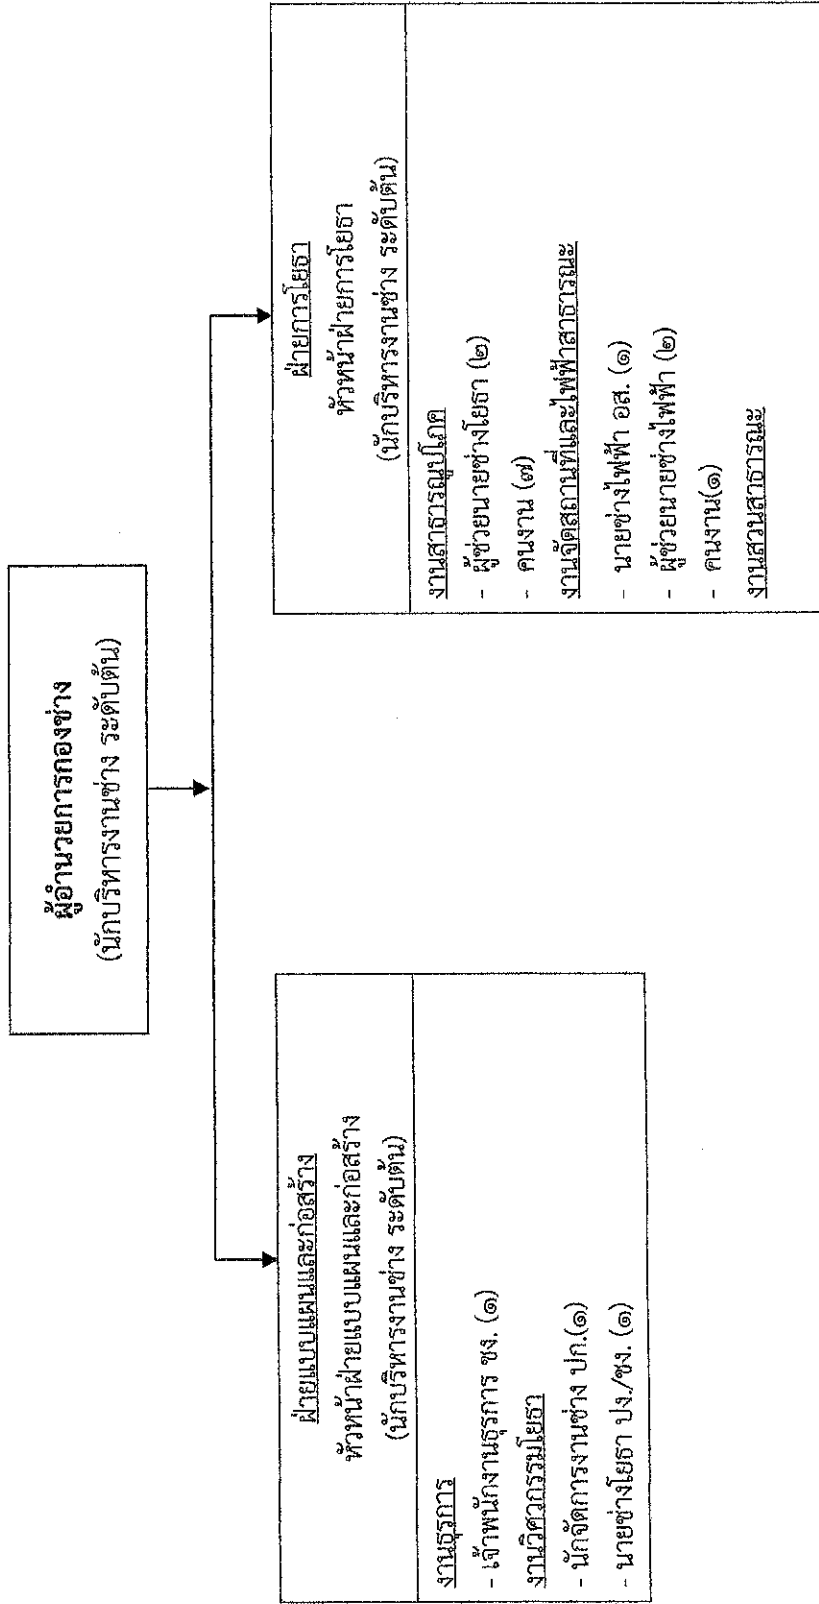 ผู้อำนวยการกองช่าง
(นักบริหารงานช่าง ระดับต้น)
ฝ่ายแบบแผนและก่อสร้าง
หัวหน้าฝ่ายแบบแผนและก่อสร้าง
(นักบริหารงานช่าง ระดับต้น)
งานธุรการ
- เจ้าพนักงานธุรการ ชง. (๑)
งานวิศวกรรมโยธา
- นักจัดการงานช่าง ปก.(๑)
- นายช่างโยธา ปง./ชง. (๑)
ฝ่ายการโยธา
หัวหน้าฝ่ายการโยธา
(นักบริหารงานช่าง ระดับต้น)
งานสาธารณูปโภค
- ผู้ช่วยนายช่างโยธา (๒)
- คนงาน (๗)
งานจัดสถานที่และไฟฟ้าสาธารณะ
- นายช่างไฟฟ้า อส. (๑)
- ผู้ช่วยนายช่างไฟฟ้า (๒)
- คนงาน(๑)
งานสวนสาธารณะ